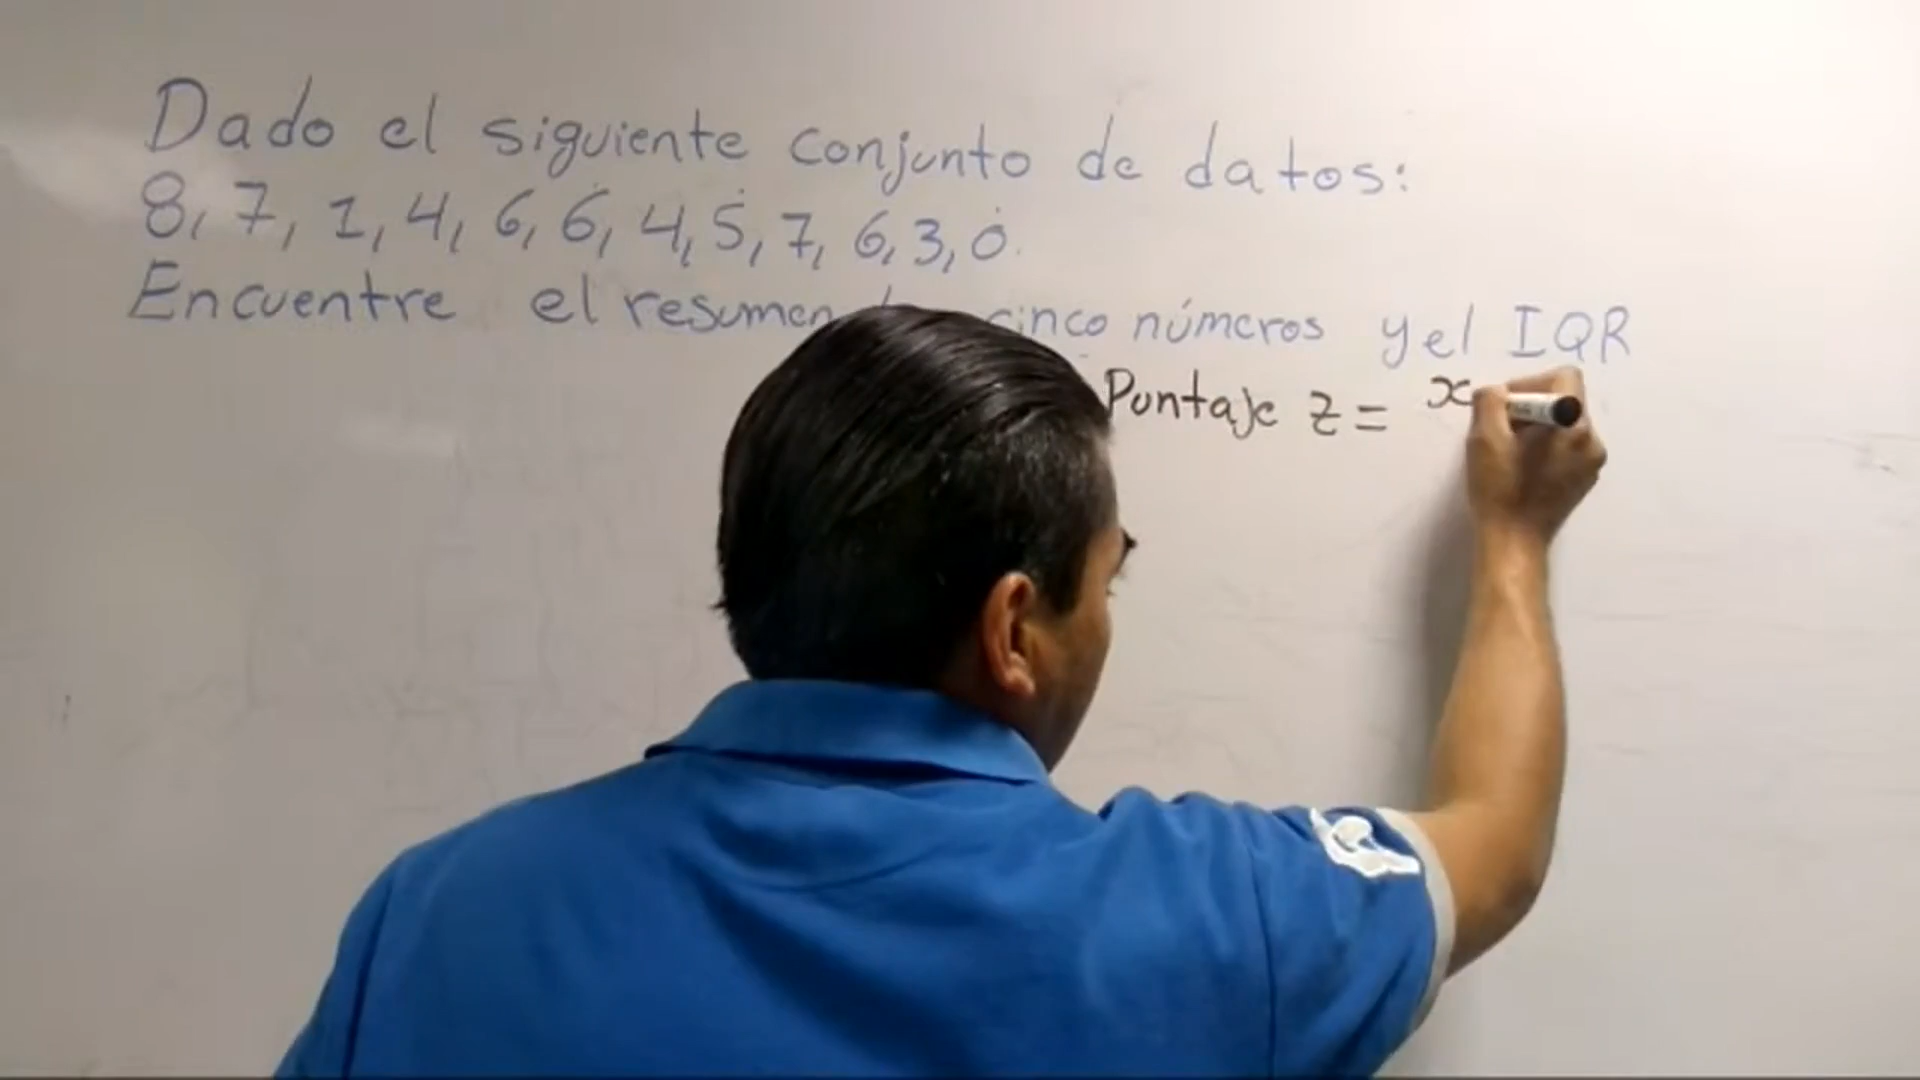 Dado el siguiente conjunto de datos:
8, 7, 1, 4, 6, 6, 4, 5, 7, 6, 3, 0.
Encuentre el resumen cinco números y el IQR
Puntaje z = x